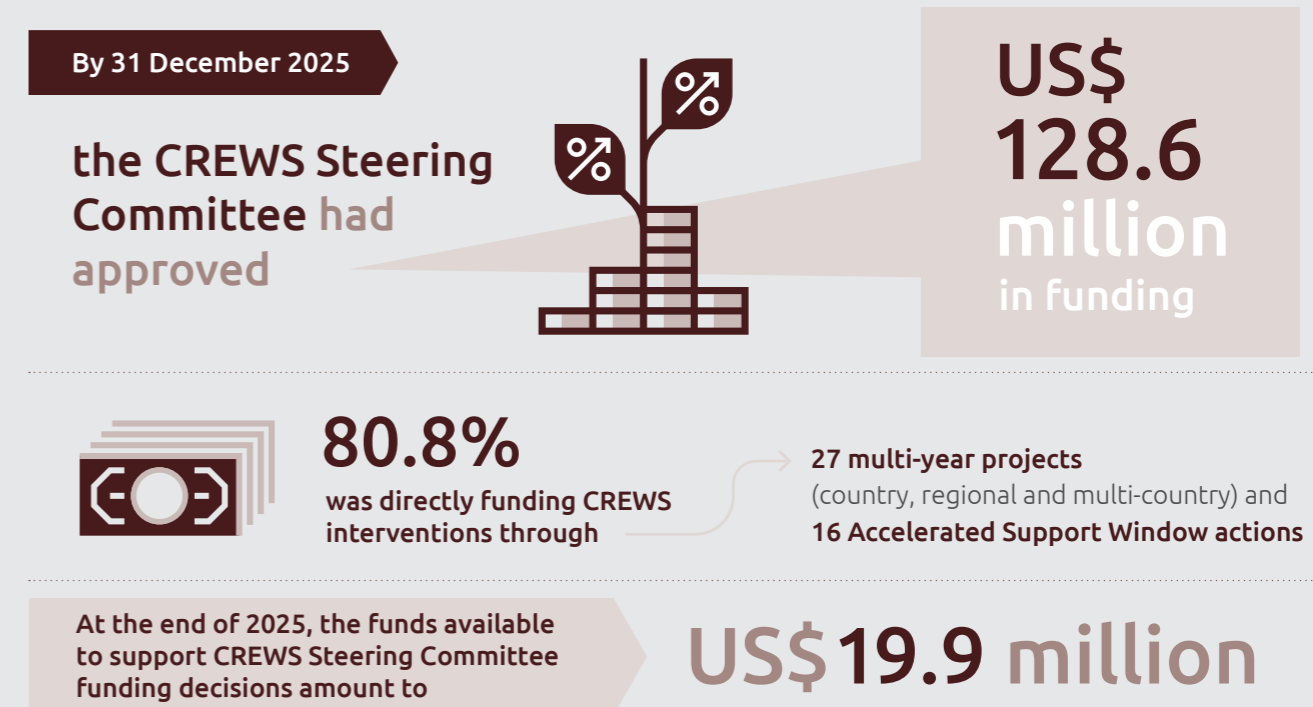 By 31 December 2025
the CREWS Steering
Committee had
approved
US$
128.6
million
in funding
80.8%
was directly funding CREWS
interventions through
27 multi-year projects
(country, regional and multi-country) and
16 Accelerated Support Window actions
At the end of 2025, the funds available
to support CREWS Steering Committee
funding decisions amount to
US$19.9 million